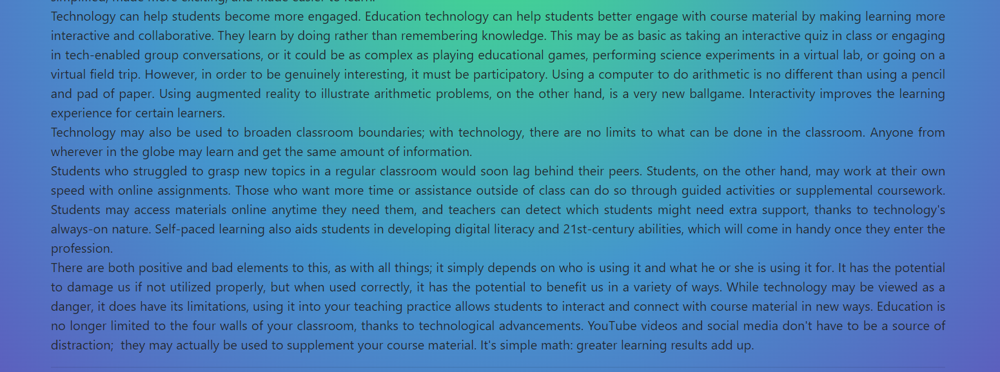 simplified, made more exciting, and made easier to learn.
Technology can help students become more engaged. Education technology can help students better engage with course material by making learning more
interactive and collaborative. They learn by doing rather than remembering knowledge. This may be as basic as taking an interactive quiz in class or engaging
in tech-enabled group conversations, or it could be as complex as playing educational games, performing science experiments in a virtual lab, or going on a
virtual field trip. However, in order to be genuinely interesting, it must be participatory. Using a computer to do arithmetic is no different than using a pencil
and pad of paper. Using augmented reality to illustrate arithmetic problems, on the other hand, is a very new ballgame. Interactivity improves the learning
experience for certain learners.
Technology may also be used to broaden classroom boundaries; with technology, there are no limits to what can be done in the classroom. Anyone from
wherever in the globe may learn and get the same amount of information.
Students who struggled to grasp new topics in a regular classroom would soon lag behind their peers. Students, on the other hand, may work at their own
speed with online assignments. Those who want more time or assistance outside of class can do so through guided activities or supplemental coursework.
Students may access materials online anytime they need them, and teachers can detect which students might need extra support, thanks to technology's
always-on nature. Self-paced learning also aids students in developing digital literacy and 21st-century abilities, which will come in handy once they enter the
profession.
There are both positive and bad elements to this, as with all things; it simply depends on who is using it and what he or she is using it for. It has the potential
to damage us if not utilized properly, but when used correctly, it has the potential to benefit us in a variety of ways. While technology may be viewed as a
danger, it does have its limitations, using it into your teaching practice allows students to interact and connect with course material in new ways. Education is
no longer limited to the four walls of your classroom, thanks to technological advancements. YouTube videos and social media don't have to be a source of
distraction;  they may actually be used to supplement your course material. It's simple math: greater learning results add up.